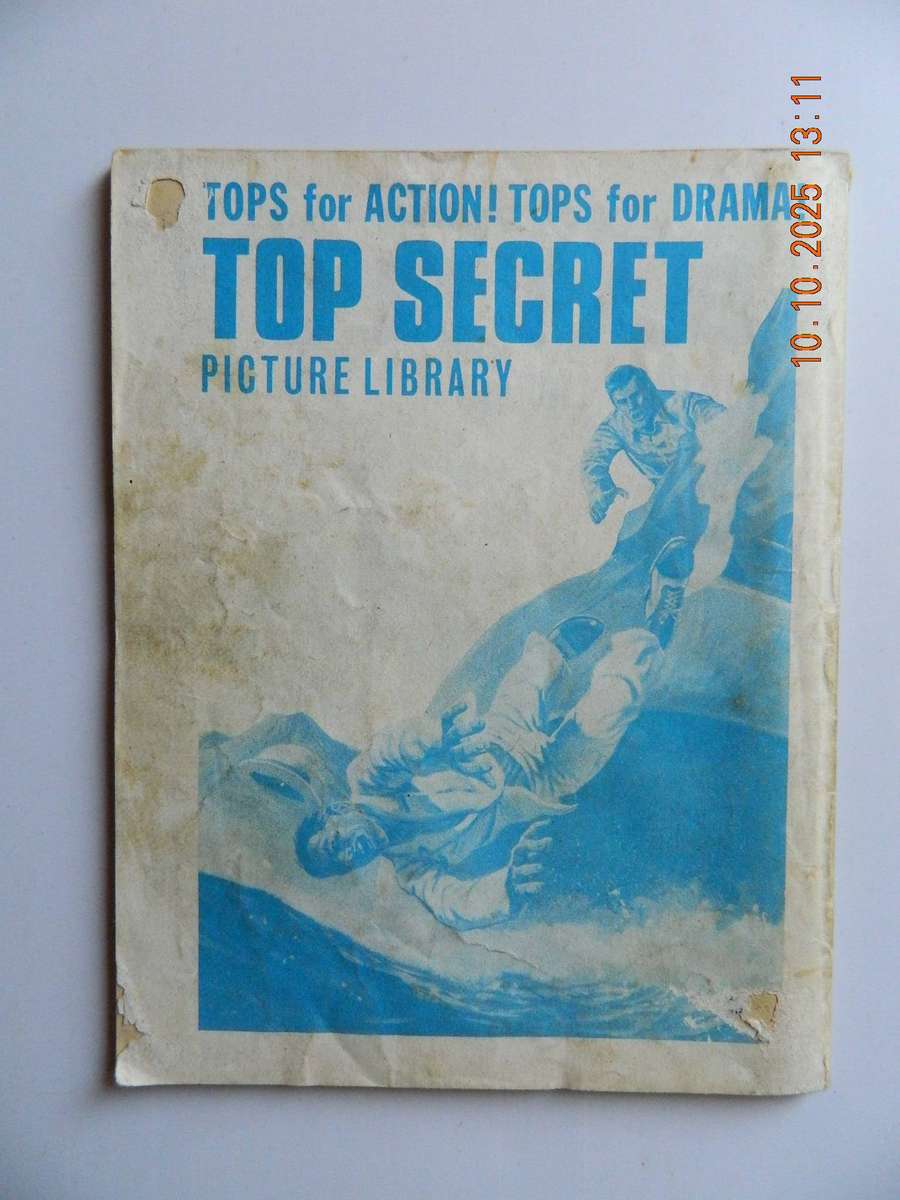 TOPS for ACTION! TOPS for DRAMA!
TOP SECRET
PICTURE LIBRARY
10.10.2025 13:11